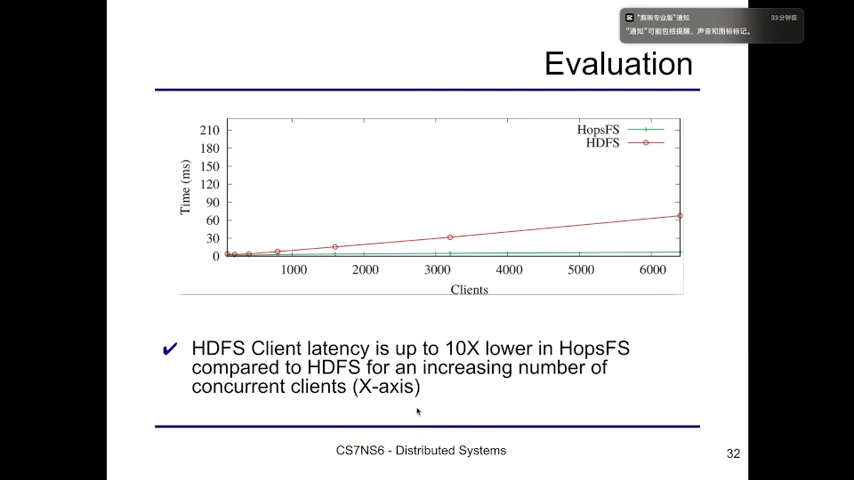 "剪映专业版"通知
33分钟前
"通知"可能包括提醒、声音和图标标记。
Evaluation
HopsFS
HDFS
210
180
150
120
90
60
30
0
Time (ms)
1000
2000
3000
4000
5000
6000
Clients
✔ HDFS Client latency is up to 10X lower in HopsFS
compared to HDFS for an increasing number of
concurrent clients (X-axis)
CS7NS6 - Distributed Systems
32